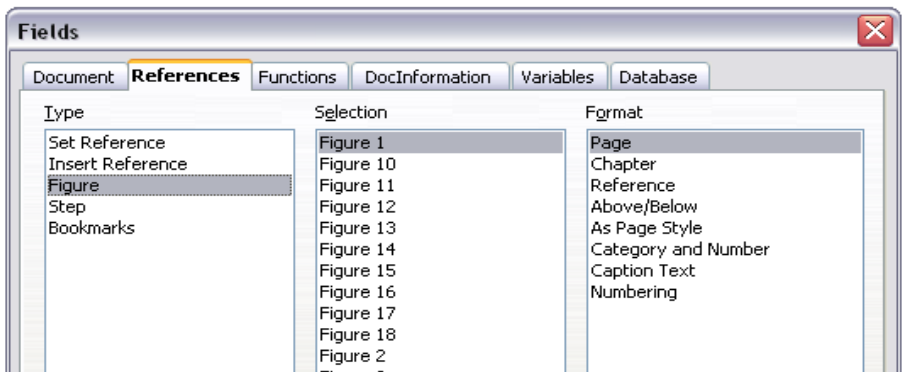 Fields
Document References Functions DocInformation Variables Database
Type
Set Reference
Insert Reference
Figure
Step
Bookmarks
Selection
Figure 1
Figure 10
Figure 11
Figure 12
Figure 13
Figure 14
Figure 15
Figure 16
Figure 17
Figure 18
Figure 2
Format
Page
Chapter
Reference
Above/Below
As Page Style
Category and Number
Caption Text
Numbering